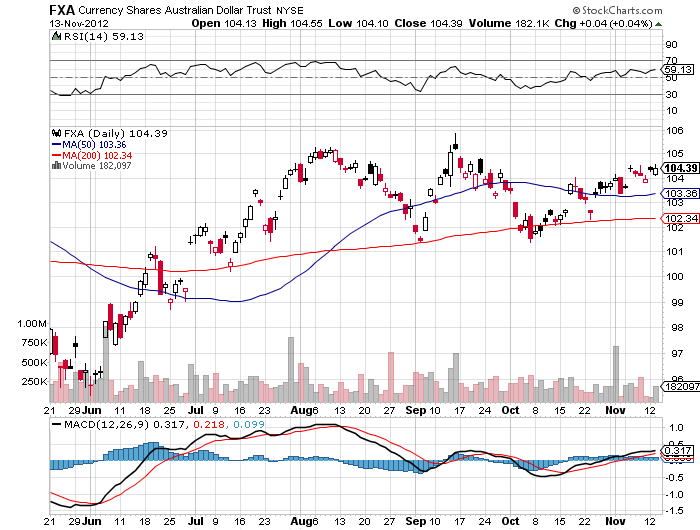 FXA Currency Shares Australian Dollar Trust NYSE © StockCharts.com
13-Nov-2012 Open 104.13 High 104.55 Low 104.10 Close 104.39 Volume 182.1K Chg +0.04 (+0.04%)
RSI(14) 59.13
90
70
59.13
50
30
10
FXA (Daily) 104.39
MA(50) 103.36
MA(200) 102.34
Volume 182,097
106
105
104.39
104
103.36
103
102.34
102
101
100
99
98
97
96
1.00M
750K
500K
250K
182097
21 29 Jun 11 18 25 Jul 9 16 23 Aug 6 13 20 27 Sep 10 17 24 Oct 8 15 22 Nov 12
MACD(12,26,9) 0.317, 0.218, 0.099
1.0
0.5
0.317
-0.5
-1.0
-1.5
21 29 Jun 11 18 25 Jul 9 16 23 Aug 6 13 20 27 Sep 10 17 24 Oct 8 15 22 Nov 12